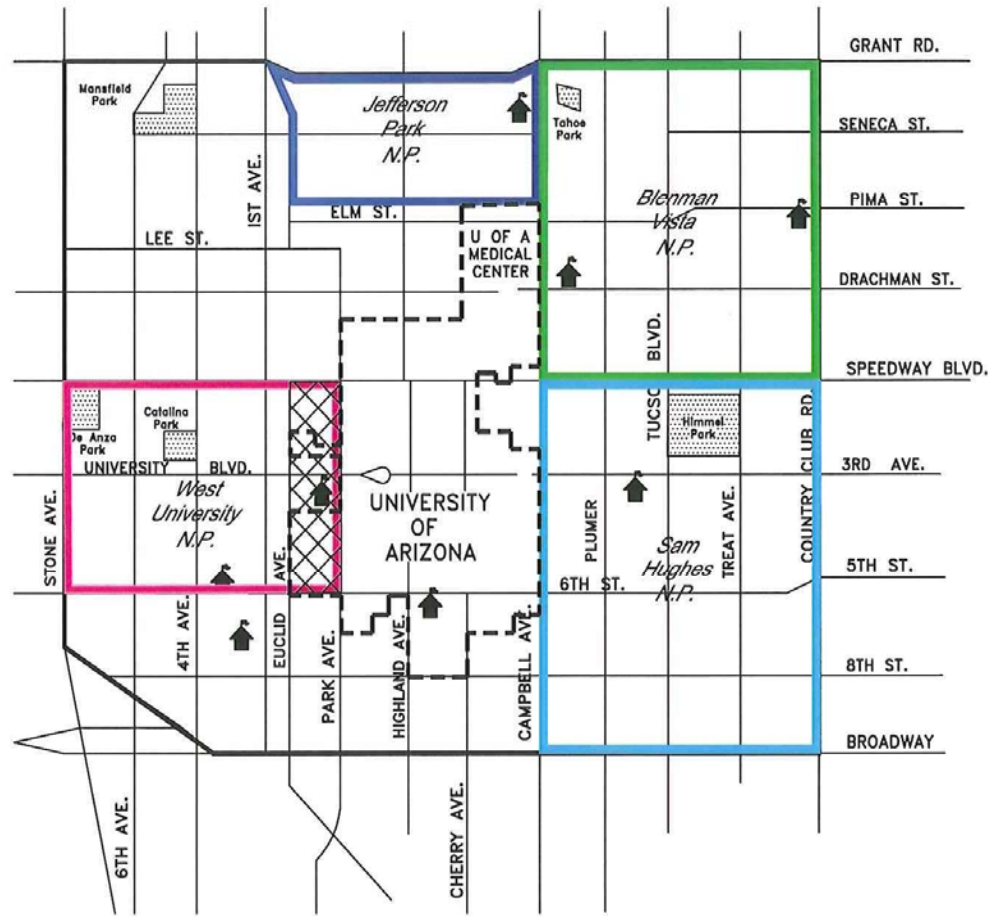 GRANT RD.
Mansfield
Park
Jefferson
Park
N.P.
Tahoe
Park
SENECA ST.
1ST AVE.
ELM ST.
Blenman
Vista
N.P.
PIMA ST.
LEE ST.
U OF A
MEDICAL
CENTER
DRACHMAN ST.
SPEEDWAY BLVD.
TUCSO BLVD.
De Anza
Park
Catalina
Park
Himmel
Park
UNIVERSITY BLVD.
West
University
N.P.
3RD AVE.
UNIVERSITY
OF
ARIZONA
STONE AVE.
PLUMER
TREAT AVE.
COUNTRY CLUB RD.
Sam
Hughes
N.P.
6TH ST.
5TH ST.
4TH AVE.
EUCLID AVE.
PARK AVE.
HIGHLAND AVE.
CAMPBELL AVE.
8TH ST.
BROADWAY
6TH AVE.
CHERRY AVE.